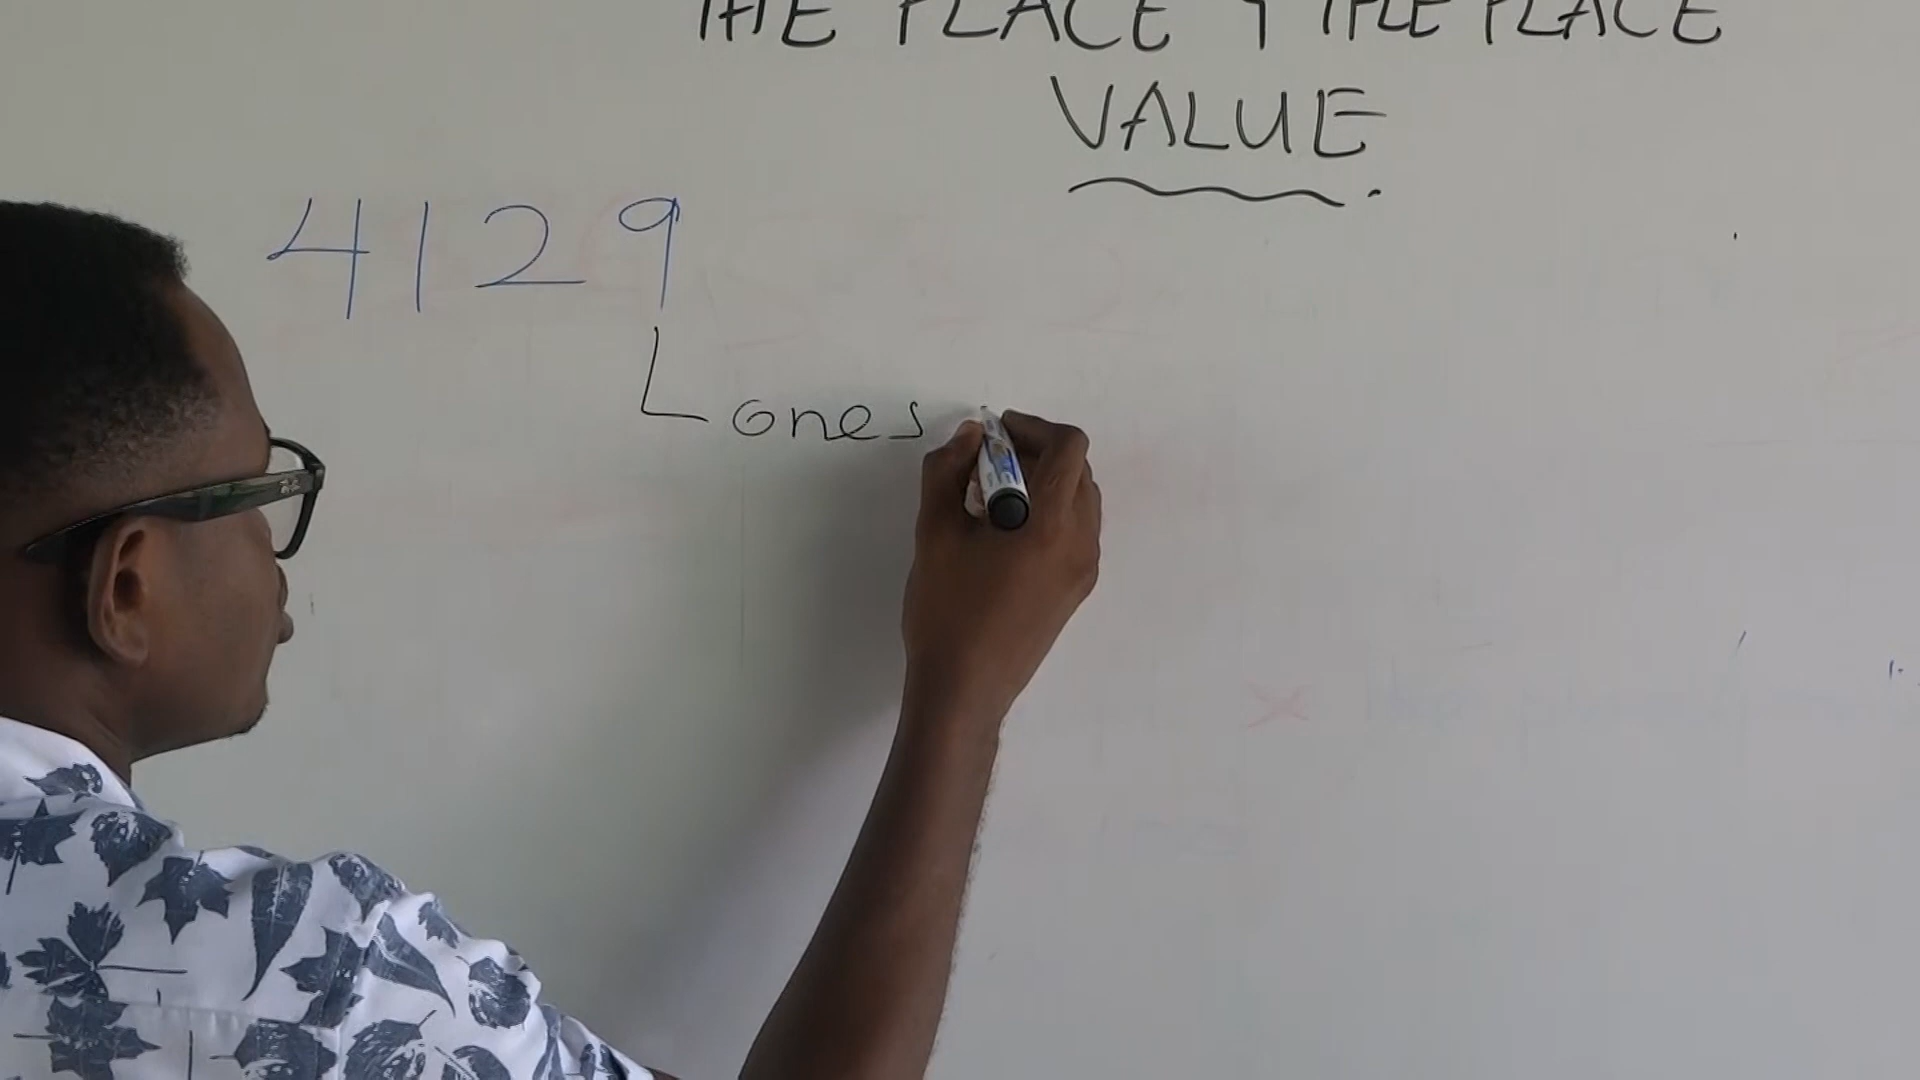 THE PLACE & THE PLACE
VALUE.
4129
ones